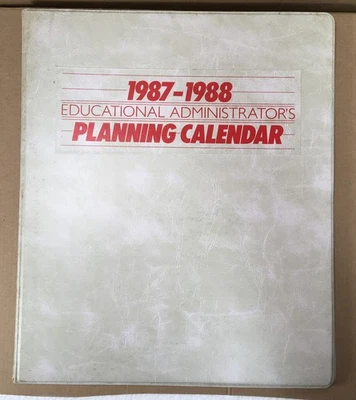 1987-1988
EDUCATIONAL ADMINISTRATOR'S
PLANNING CALENDAR